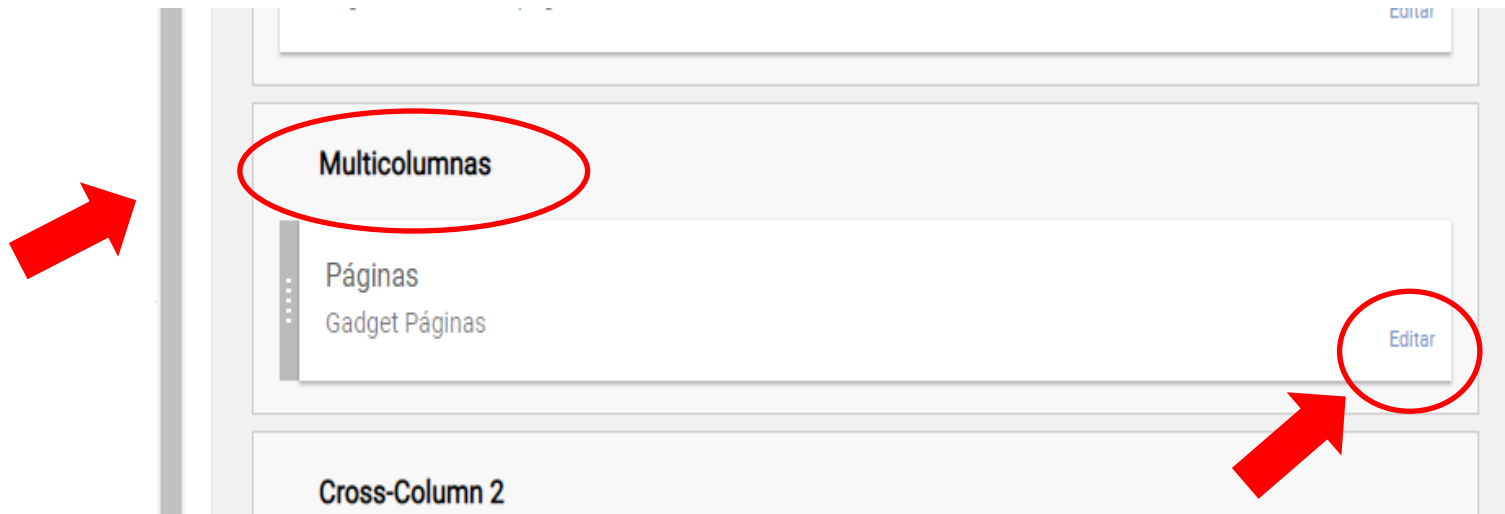 Editar
Multicolumnas
Páginas
Gadget Páginas
Editar
Cross-Column 2